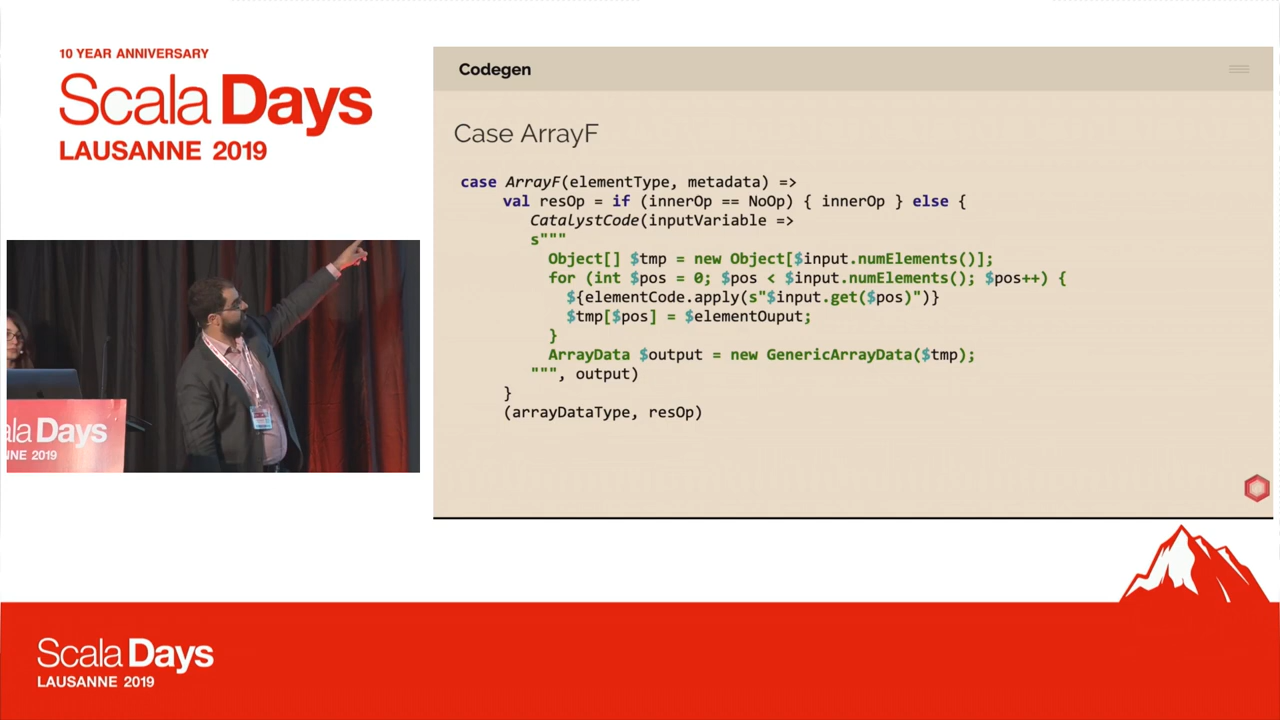 10 YEAR ANNIVERSARY
Scala Days
LAUSANNE 2019
Codegen
Case ArrayF
case ArrayF(elementType, metadata) =>
val resOp = if (innerOp == NoOp) { innerOp } else {
CatalystCode(inputVariable =>
s"""
Object[] $tmp = new Object[$input.numElements()];
for (int $pos = 0; $pos < $input.numElements(); $pos++) {
${elementCode.apply(s"$input.get($pos)")}
$tmp[$pos] = $elementOuput;
}
ArrayData $output = new GenericArrayData($tmp);
""", output)
}
(arrayDataType, resOp)
ala Days
NNE 2019
Scala Days
LAUSANNE 2019